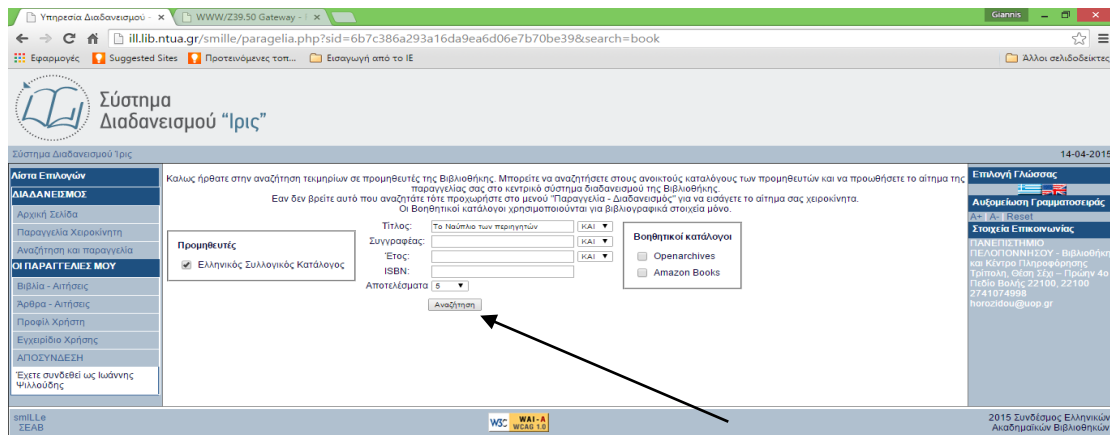 Υπηρεσία Διαδανεισμού -
WWW/Z39.50 Gateway - I
Giannis
ill.lib.ntua.gr/smille/paragelia.php?sid=6b7c386a293a16da9ea6d06e7b70be39&search=book
Εφαρμογές
Suggested Sites
Προτεινόμενες τοπ...
Εισαγωγή από το IE
Άλλοι σελιδοδείκτες
Σύστημα
Διαδανεισμού "Ιρις"
Σύστημα Διαδανεισμού Ίρις
14-04-2015
Λίστα Επιλογών
ΔΙΑΔΑΝΕΙΣΜΟΣ
Αρχική Σελίδα
Παραγγελία Χειροκίνητη
Αναζήτηση και παραγγελία
ΟΙ ΠΑΡΑΓΓΕΛΙΕΣ ΜΟΥ
Βιβλία - Αιτήσεις
Άρθρα - Αιτήσεις
Προφίλ Χρήστη
Εγχειρίδιο Χρήσης
ΑΠΟΣΥΝΔΕΣΗ
Έχετε συνδεθεί ως Ιωάννης
Ψιλλούδης
Καλως ήρθατε στην αναζήτηση τεκμηρίων σε προμηθευτές της Βιβλιοθήκης. Μπορείτε να αναζητήσετε στους ανοικτούς καταλόγους των προμηθευτών και να προωθήσετε το αίτημα της
παραγγελίας σας στο κεντρικό σύστημα διαδανεισμού της Βιβλιοθήκης.
Εαν δεν βρείτε αυτό που αναζητάτε τότε προχωρήστε στο μενού "Παραγγελία - Διαδανεισμός" για να εισάγετε το αίτημα σας χειροκίνητα.
Οι Βοηθητικοί κατάλογοι χρησιμοποιούνται για βιβλιογραφικά στοιχεία μόνο.
Προμηθευτές
Ελληνικός Συλλογικός Κατάλογος
Τίτλος: Το Ναύπλιο των περιηγητών ΚΑΙ
Συγγραφέας: ΚΑΙ
Έτος: ΚΑΙ
ISBN:
Αποτελέσματα 5
Αναζήτηση
Βοηθητικοί κατάλογοι
Openarchives
Amazon Books
Επιλογή Γλώσσας
Αυξομείωση Γραμματοσειράς
A+ | A- | Reset
Στοιχεία Επικοινωνίας
ΠΑΝΕΠΙΣΤΗΜΙΟ
ΠΕΛΟΠΟΝΝΗΣΟΥ - Βιβλιοθήκη
και Κέντρο Πληροφόρησης
Τρίπολη, Θέση Σέχι – Πρώην 4ο
Πεδίο Βολής 22100, 22100
2741074998
horozidou@uop.gr
smILLe
ΣΕΑΒ
W3C WAI-A
WCAG 1.0
2015 Συνδέσμος Ελληνικών
Ακαδημαϊκών Βιβλιοθηκών